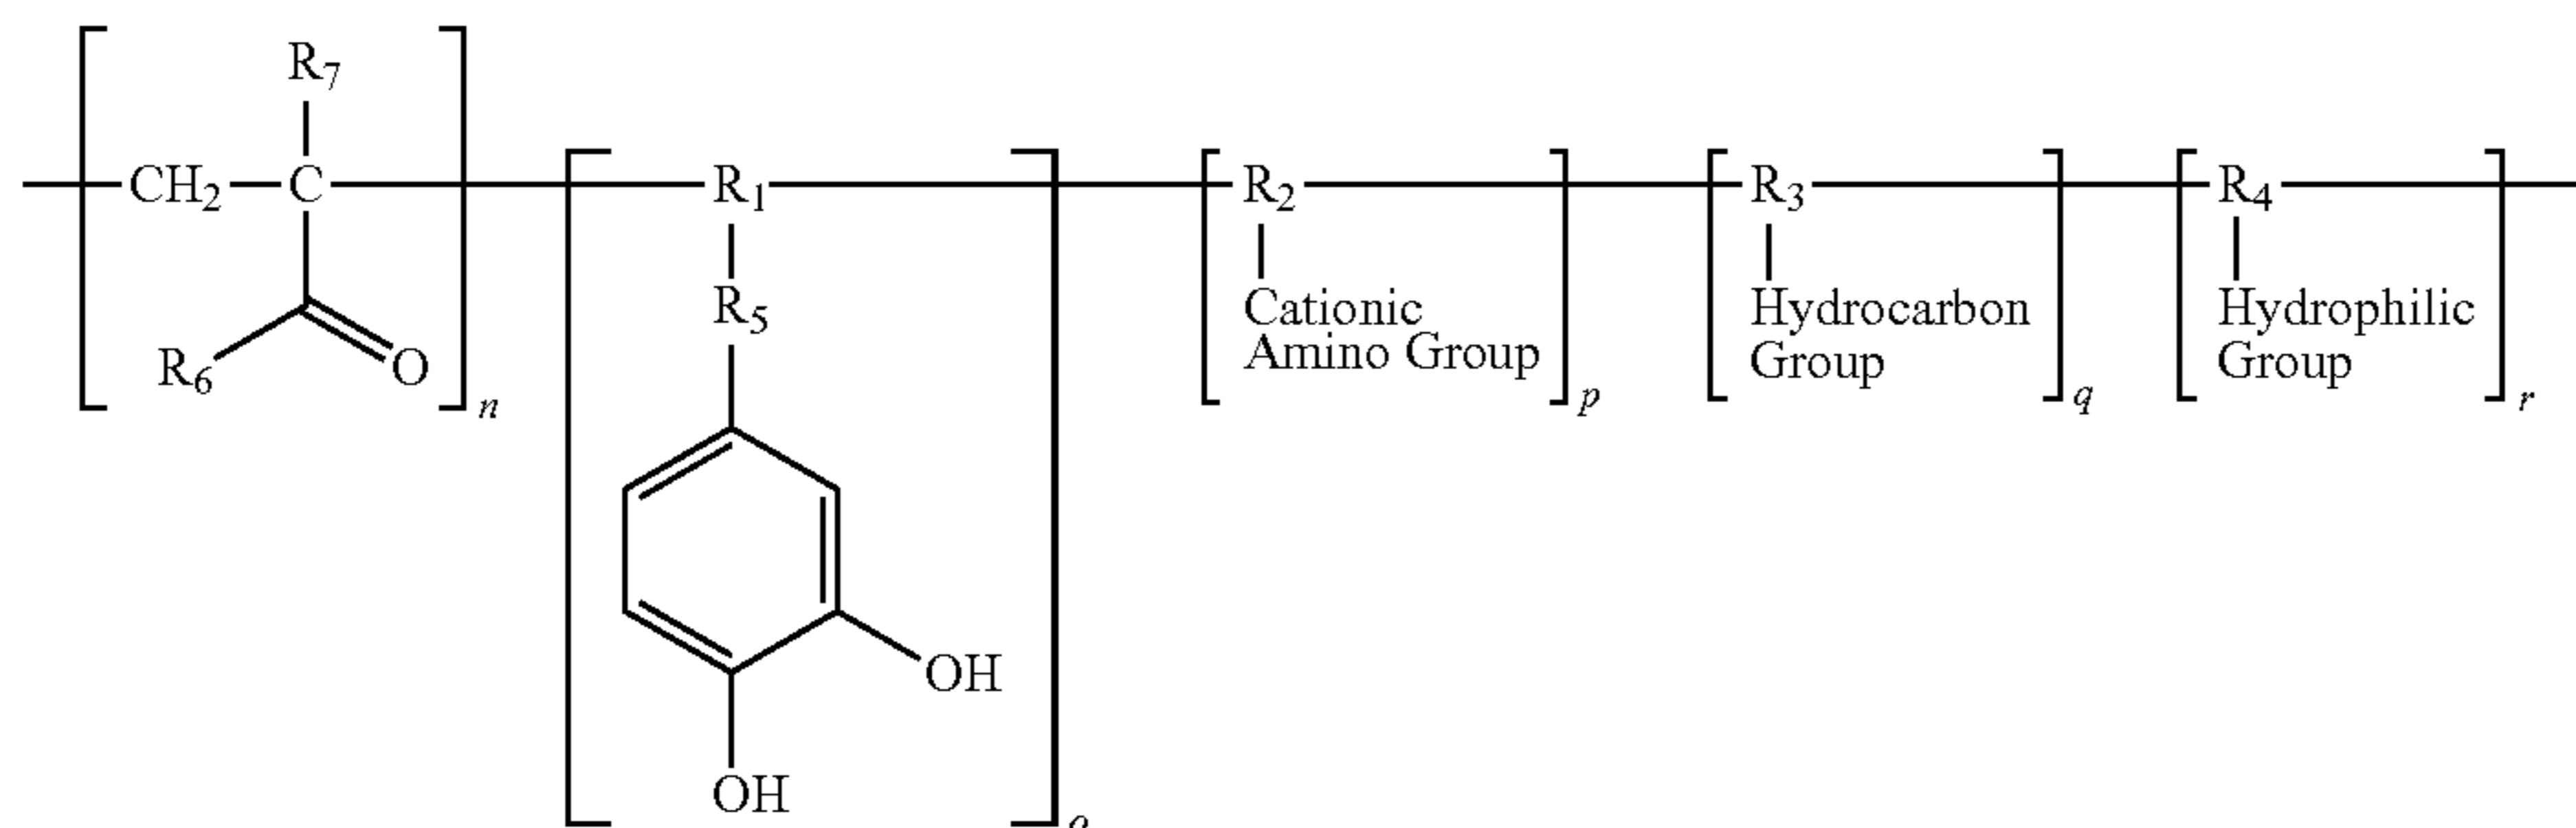 R7
CH2 C R1 R2 R3 R4
R5 Cationic Hydrocarbon Hydrophilic
R6 O Amino Group Group Group
n p q r
OH
OH
o